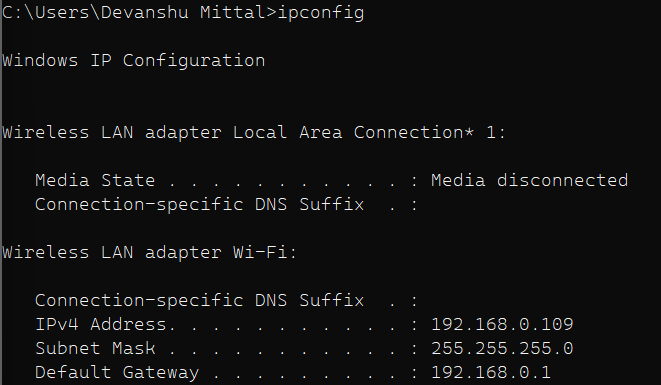 C:\Users\Devanshu Mittal>ipconfig
Windows IP Configuration
Wireless LAN adapter Local Area Connection* 1:
Media State . . . . . . . . . . . : Media disconnected
Connection-specific DNS Suffix  . :
Wireless LAN adapter Wi-Fi:
Connection-specific DNS Suffix  . :
IPv4 Address. . . . . . . . . . . : 192.168.0.109
Subnet Mask . . . . . . . . . . . : 255.255.255.0
Default Gateway . . . . . . . . . : 192.168.0.1